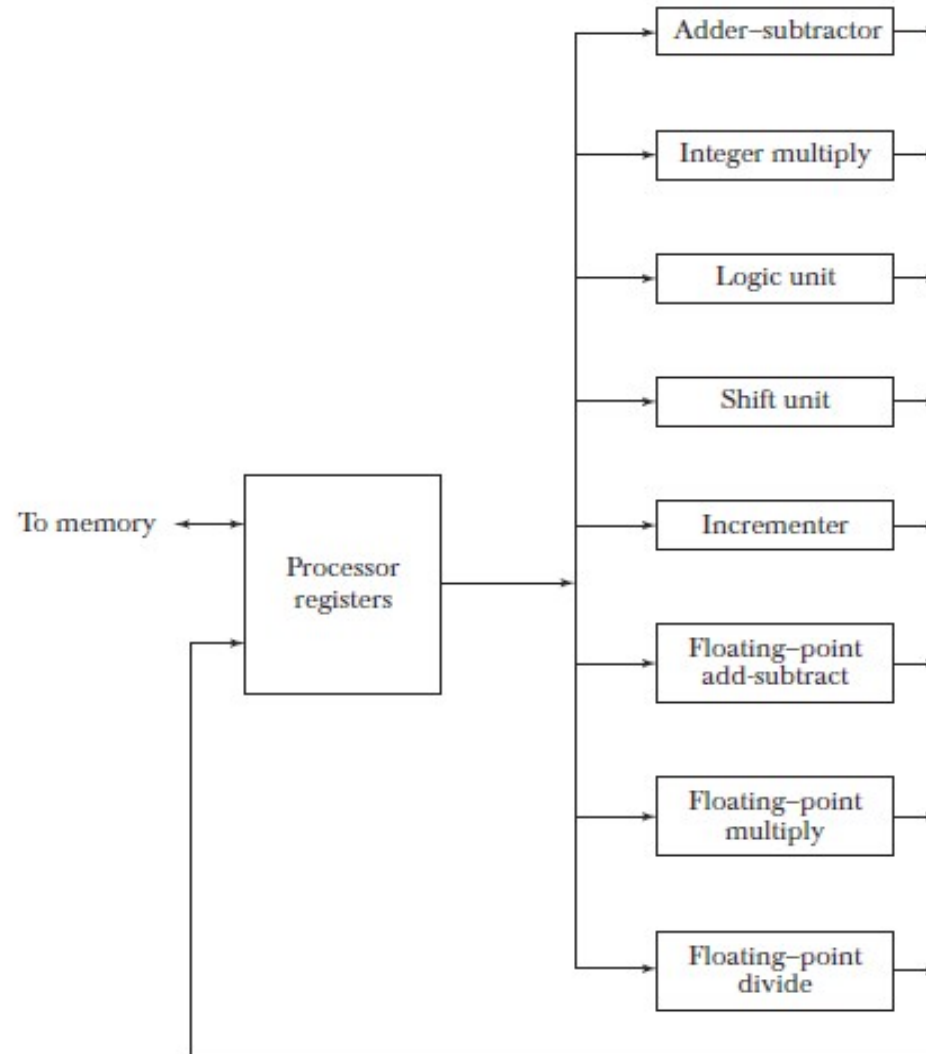 Adder–subtractor
Integer multiply
Logic unit
Shift unit
To memory
Incrementer
Processor
registers
Floating–point
add-subtract
Floating–point
multiply
Floating–point
divide